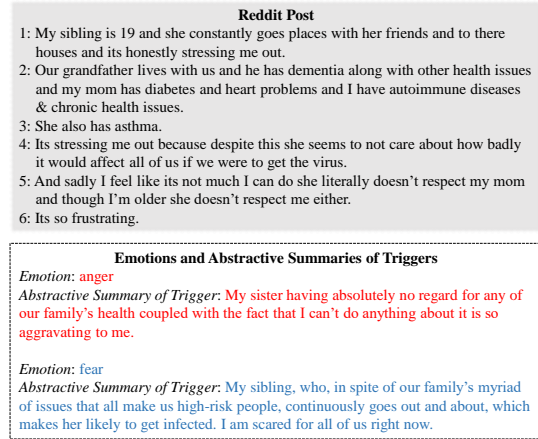 Reddit Post
1: My sibling is 19 and she constantly goes places with her friends and to there
houses and its honestly stressing me out.
2: Our grandfather lives with us and he has dementia along with other health issues
and my mom has diabetes and heart problems and I have autoimmune diseases
& chronic health issues.
3: She also has asthma.
4: Its stressing me out because despite this she seems to not care about how badly
it would affect all of us if we were to get the virus.
5: And sadly I feel like its not much I can do she literally doesn't respect my mom
and though I'm older she doesn't respect me either.
6: Its so frustrating.
Emotions and Abstractive Summaries of Triggers
Emotion: anger
Abstractive Summary of Trigger: My sister having absolutely no regard for any of
our family's health coupled with the fact that I can't do anything about it is so
aggravating to me.
Emotion: fear
Abstractive Summary of Trigger: My sibling, who, in spite of our family's myriad
of issues that all make us high-risk people, continuously goes out and about, which
makes her likely to get infected. I am scared for all of us right now.